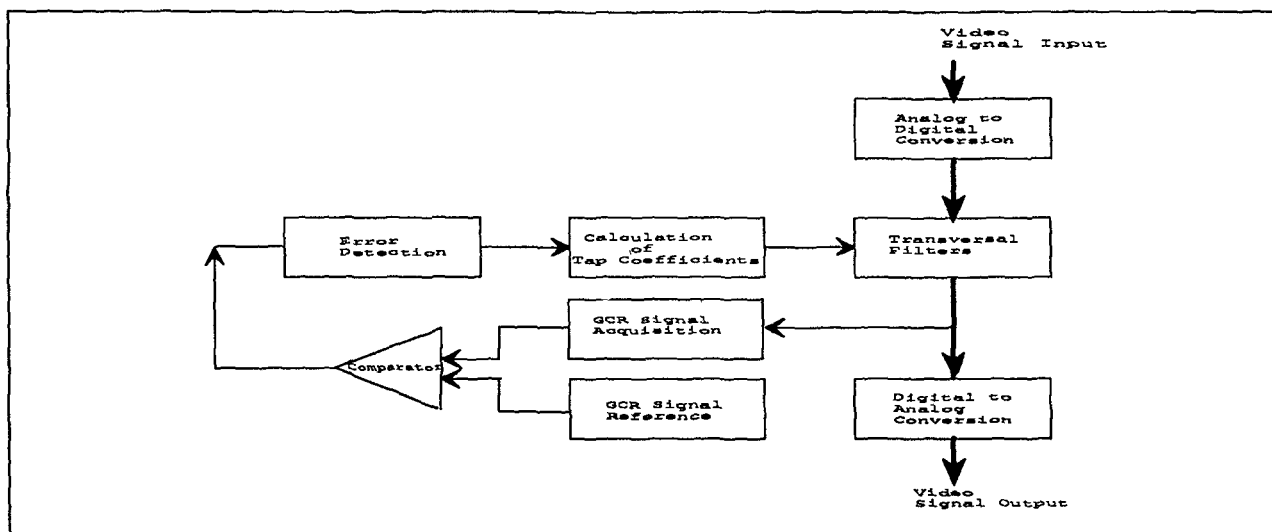 Video
Signal Input
Analog to
Digital
Conversion
Error
Detection
Calculation
of
Tap Coefficients
Transversal
Filters
GCR Signal
Acquisition
Comparator
GCR Signal
Reference
Digital to
Analog
Conversion
Video
Signal Output